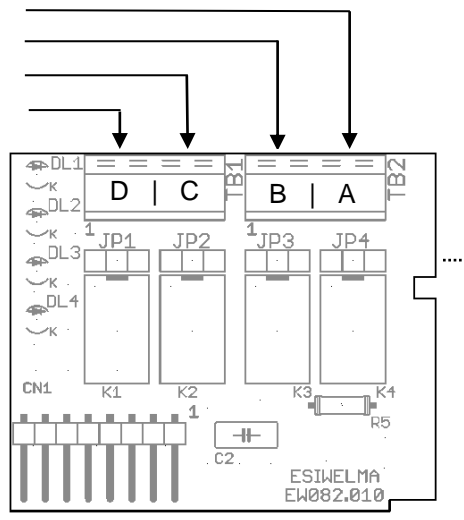 DL1
K
DL2
K
DL3
K
DL4
K
D | C
TB1
B | A
TB2
1
1
JP1
JP2
JP3
JP4
K1
K2
K3
K4
CN1
1
R5
C2
ESIWELMA
EW082.010